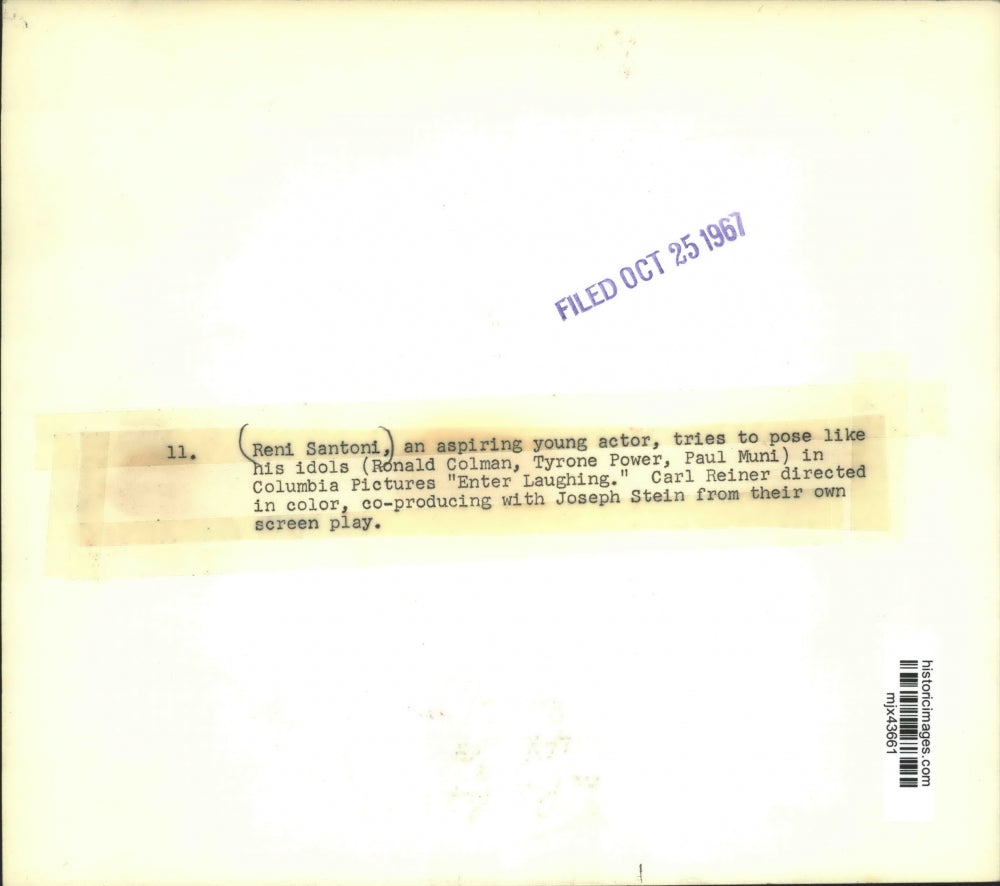 FILED OCT 25 1967
11. (Reni Santoni,) an aspiring young actor, tries to pose like
his idols (Ronald Colman, Tyrone Power, Paul Muni) in
Columbia Pictures "Enter Laughing." Carl Reiner directed
in color, co-producing with Joseph Stein from their own
screen play.
historicimages.com
mjx43661